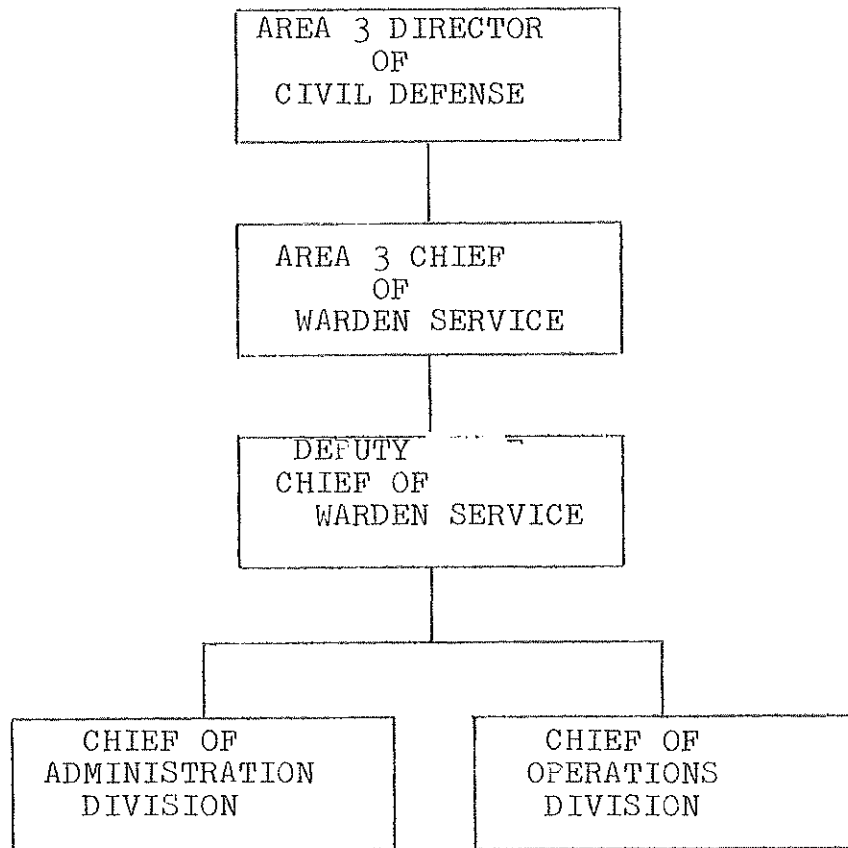 AREA 3 DIRECTOR
OF
CIVIL DEFENSE
AREA 3 CHIEF
OF
WARDEN SERVICE
DEPUTY
CHIEF OF
WARDEN SERVICE
CHIEF OF
ADMINISTRATION
DIVISION
CHIEF OF
OPERATIONS
DIVISION